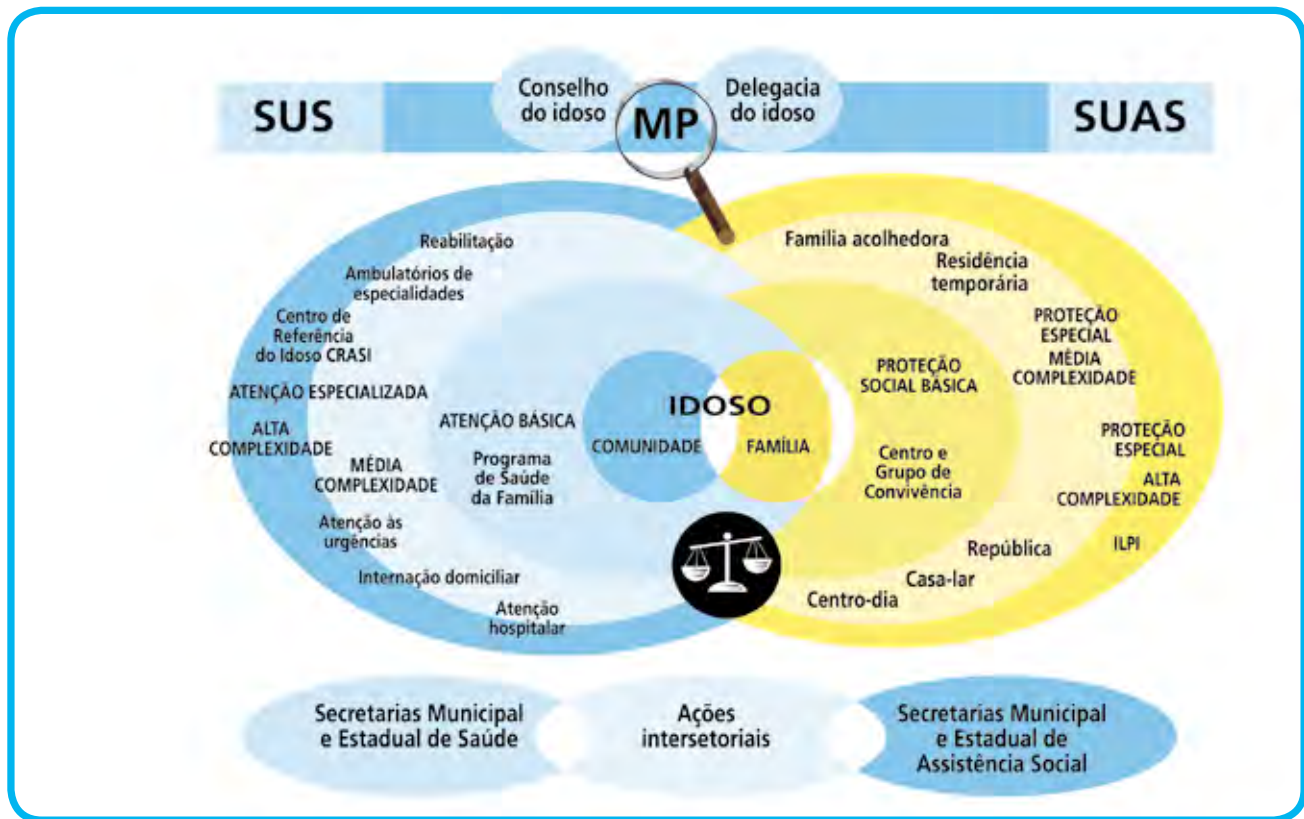 SUS
Conselho
do idoso
MP
Delegacia
do idoso
SUAS
Reabilitação
Ambulatórios de
especialidades
Centro de
Referência
do Idoso CRASI
ATENÇÃO ESPECIALIZADA
ALTA
COMPLEXIDADE
MÉDIA
COMPLEXIDADE
Atenção às
urgências
Internação domiciliar
Atenção
hospitalar
ATENÇÃO BÁSICA
Programa
de Saúde
da Família
IDOSO
COMUNIDADE
FAMÍLIA
PROTEÇÃO
SOCIAL BÁSICA
Centro e
Grupo de
Convivência
Família acolhedora
Residência
temporária
PROTEÇÃO
ESPECIAL
MÉDIA
COMPLEXIDADE
PROTEÇÃO
ESPECIAL
ALTA
COMPLEXIDADE
ILPI
República
Casa-lar
Centro-dia
Secretarias Municipal
e Estadual de Saúde
Ações
intersetoriais
Secretarias Municipal
e Estadual de
Assistência Social